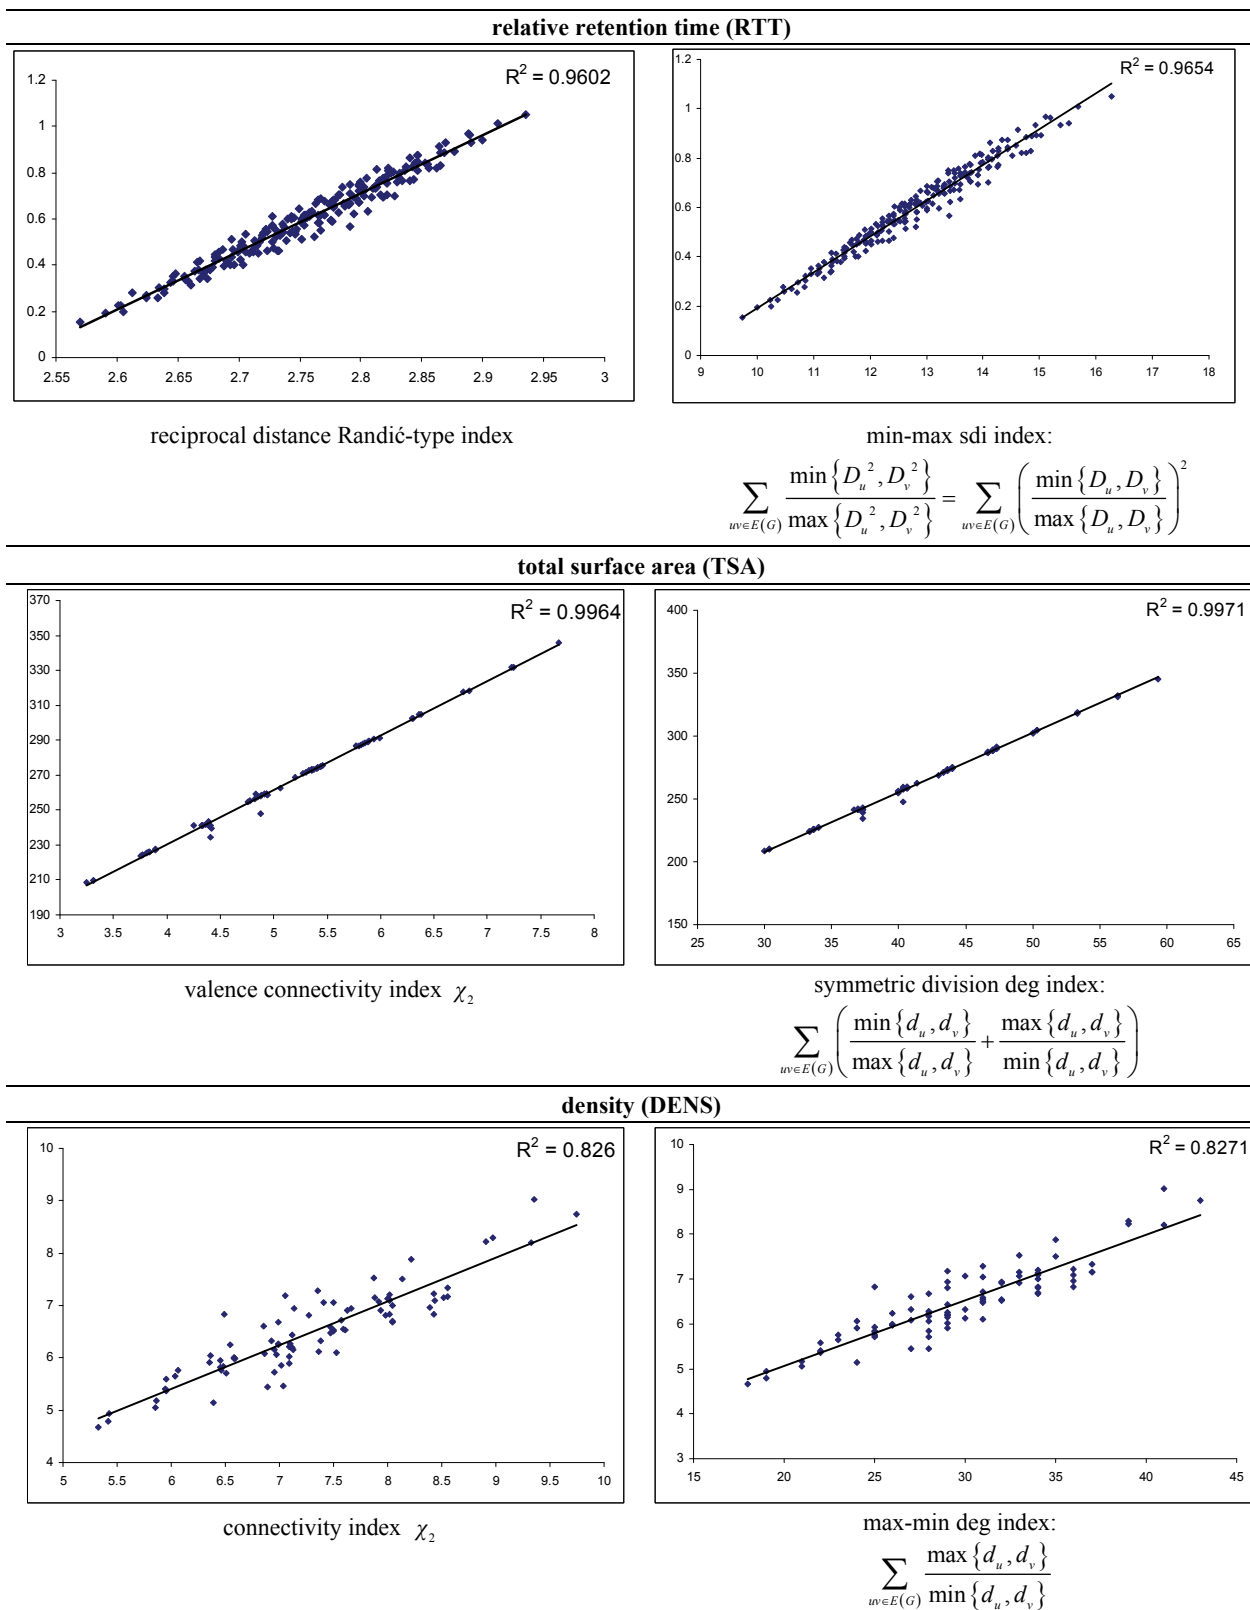 relative retention time (RTT)
R² = 0.9602
1.2
1
0.8
0.6
0.4
0.2
0
2.55 2.6 2.65 2.7 2.75 2.8 2.85 2.9 2.95 3
reciprocal distance Randić-type index
R² = 0.9654
1.2
1
0.8
0.6
0.4
0.2
0
9 10 11 12 13 14 15 16 17 18
min-max sdi index:
∑_{uv∈E(G)} min{D_u², D_v²} / max{D_u², D_v²} = ∑_{uv∈E(G)} (min{D_u, D_v} / max{D_u, D_v})²
total surface area (TSA)
R² = 0.9964
370
350
330
310
290
270
250
230
210
190
3 3.5 4 4.5 5 5.5 6 6.5 7 7.5 8
valence connectivity index χ₂
R² = 0.9971
400
350
300
250
200
150
25 30 35 40 45 50 55 60 65
symmetric division deg index:
∑_{uv∈E(G)} (min{d_u, d_v} / max{d_u, d_v} + max{d_u, d_v} / min{d_u, d_v})
density (DENS)
R² = 0.826
10
9
8
7
6
5
4
5 5.5 6 6.5 7 7.5 8 8.5 9 9.5 10
connectivity index χ₂
R² = 0.8271
10
9
8
7
6
5
4
3
15 20 25 30 35 40 45
max-min deg index:
∑_{uv∈E(G)} max{d_u, d_v} / min{d_u, d_v}